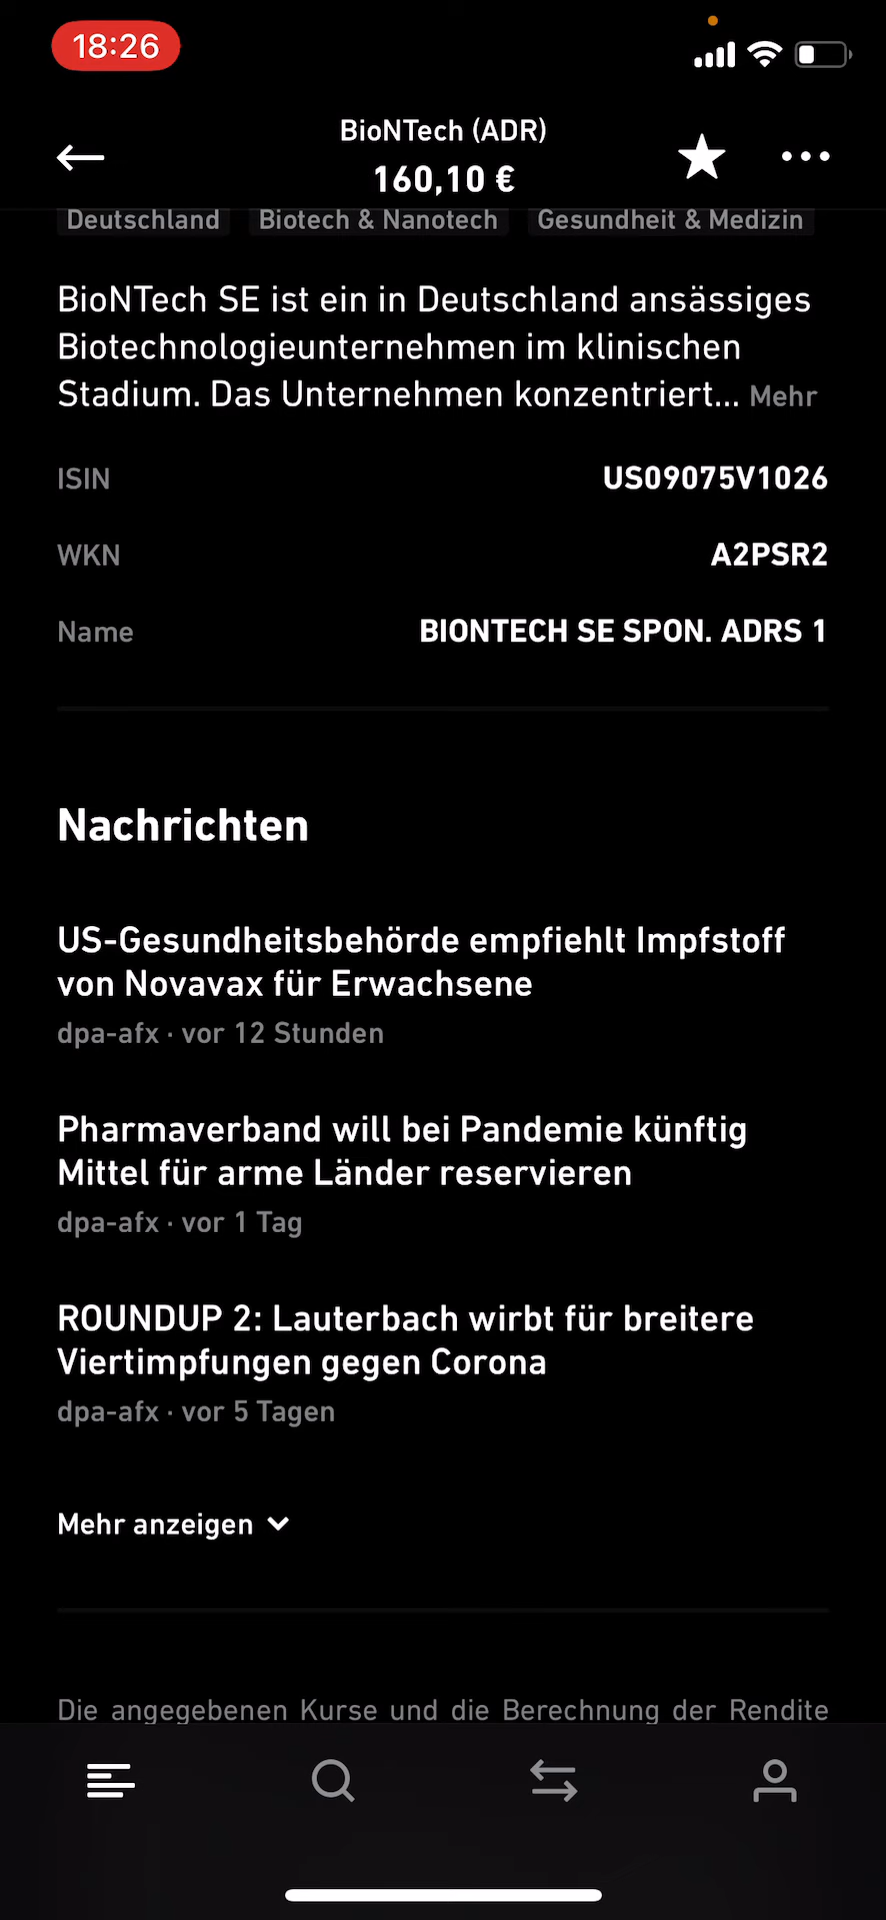 18:26
BioNTech (ADR)
160,10 €
Deutschland Biotech & Nanotech Gesundheit & Medizin
BioNTech SE ist ein in Deutschland ansässiges
Biotechnologieunternehmen im klinischen
Stadium. Das Unternehmen konzentriert... Mehr
ISIN US09075V1026
WKN A2PSR2
Name BIONTECH SE SPON. ADRS 1
Nachrichten
US-Gesundheitsbehörde empfiehlt Impfstoff
von Novavax für Erwachsene
dpa-afx · vor 12 Stunden
Pharmaverband will bei Pandemie künftig
Mittel für arme Länder reservieren
dpa-afx · vor 1 Tag
ROUNDUP 2: Lauterbach wirbt für breitere
Viertimpfungen gegen Corona
dpa-afx · vor 5 Tagen
Mehr anzeigen
Die angegebenen Kurse und die Berechnung der Rendite